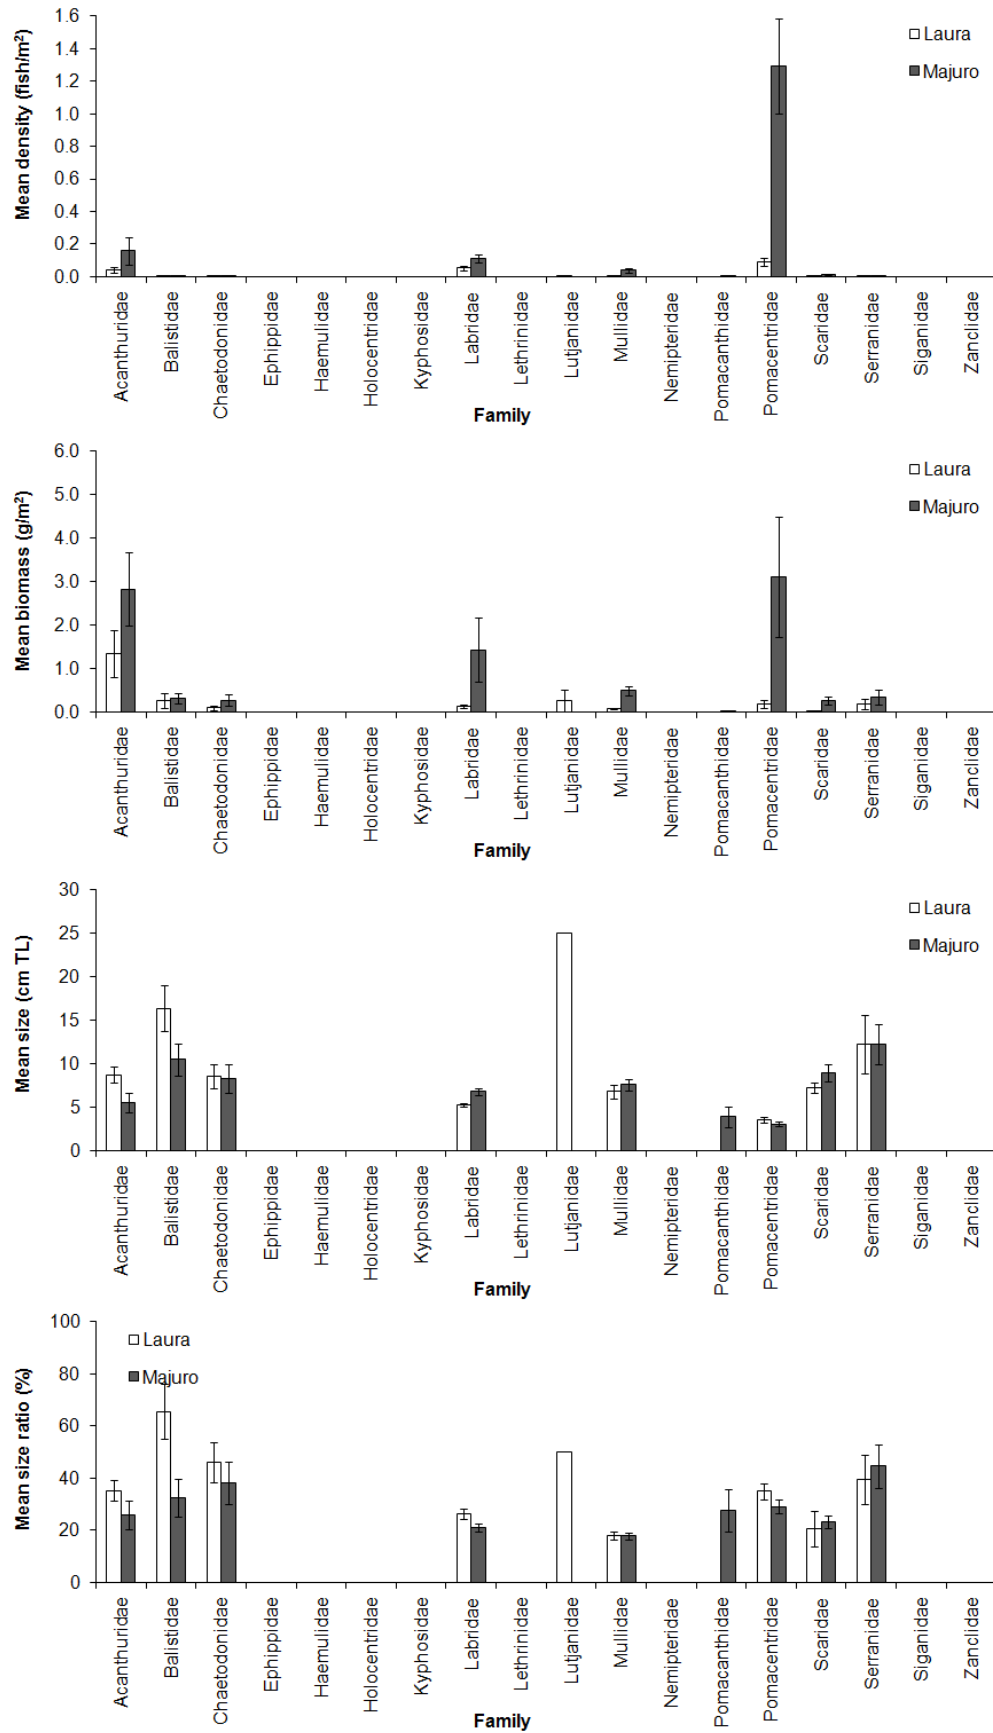 Mean density (fish/m²)
1.6
1.4
1.2
1.0
0.8
0.6
0.4
0.2
0.0
Laura
Majuro
Acanthuridae
Balistidae
Chaetodonidae
Ephippidae
Haemulidae
Holocentridae
Kyphosidae
Labridae
Lethrinidae
Lutjanidae
Mullidae
Nemipteridae
Pomacanthidae
Pomacentridae
Scaridae
Serranidae
Siganidae
Zanclidae
Family
Mean biomass (g/m²)
6.0
5.0
4.0
3.0
2.0
1.0
0.0
Laura
Majuro
Acanthuridae
Balistidae
Chaetodonidae
Ephippidae
Haemulidae
Holocentridae
Kyphosidae
Labridae
Lethrinidae
Lutjanidae
Mullidae
Nemipteridae
Pomacanthidae
Pomacentridae
Scaridae
Serranidae
Siganidae
Zanclidae
Family
Mean size (cm TL)
30
25
20
15
10
5
0
Laura
Majuro
Acanthuridae
Balistidae
Chaetodonidae
Ephippidae
Haemulidae
Holocentridae
Kyphosidae
Labridae
Lethrinidae
Lutjanidae
Mullidae
Nemipteridae
Pomacanthidae
Pomacentridae
Scaridae
Serranidae
Siganidae
Zanclidae
Family
Mean size ratio (%)
100
80
60
40
20
0
Laura
Majuro
Acanthuridae
Balistidae
Chaetodonidae
Ephippidae
Haemulidae
Holocentridae
Kyphosidae
Labridae
Lethrinidae
Lutjanidae
Mullidae
Nemipteridae
Pomacanthidae
Pomacentridae
Scaridae
Serranidae
Siganidae
Zanclidae
Family